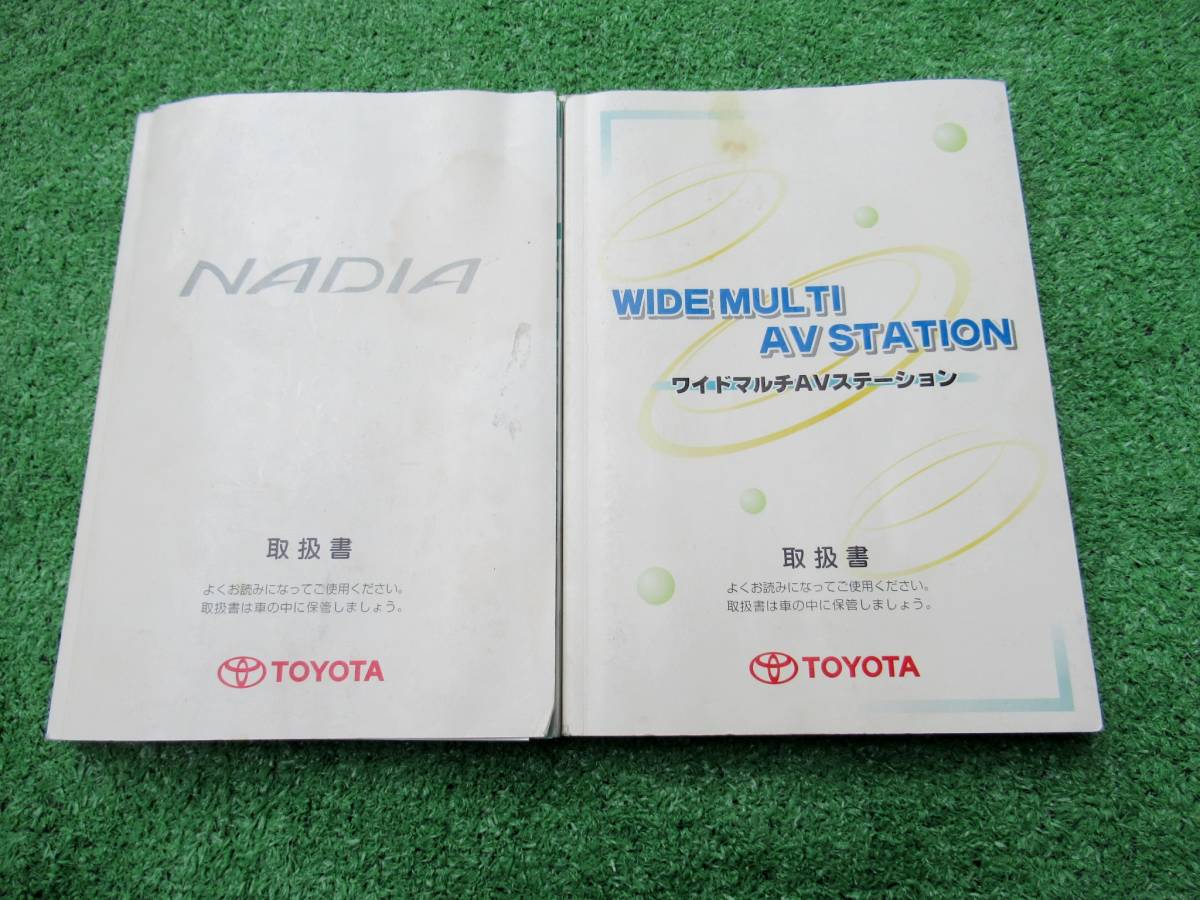 NADIA
取扱書
よくお読みになってご使用ください。
取扱書は車の中に保管しましょう。
TOYOTA
WIDE MULTI
AV STATION
ワイドマルチAVステーション
取扱書
よくお読みになってご使用ください。
取扱書は車の中に保管しましょう。
TOYOTA